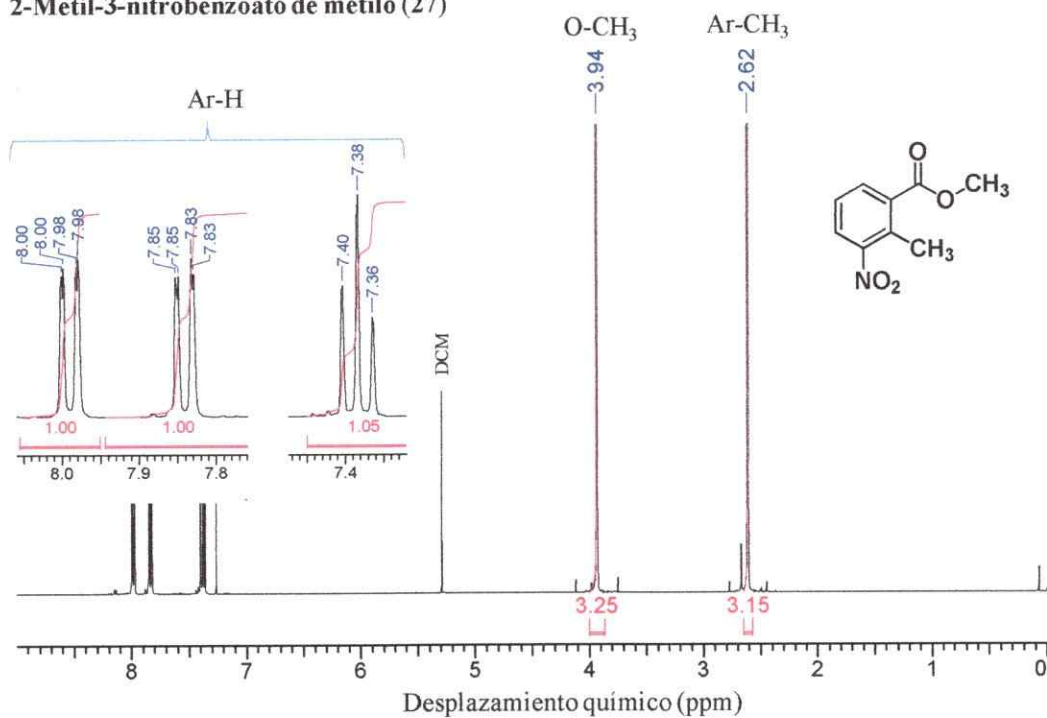 2-Metil-3-nitrobenzoato de metilo (27)
O-CH3
Ar-CH3
3.94
2.62
Ar-H
8.00
8.00
7.98
7.98
7.85
7.85
7.83
7.83
7.40
7.38
7.36
O
O
CH3
CH3
NO2
DCM
1.00
1.00
1.05
8.0
7.9
7.8
7.4
3.25
3.15
8 7 6 5 4 3 2 1 0
Desplazamiento químico (ppm)